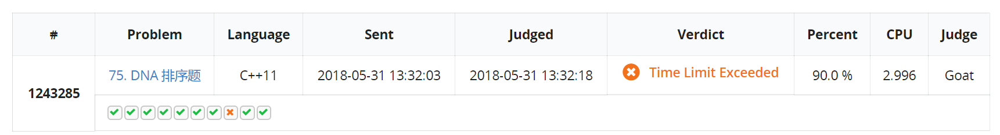 # Problem Language Sent Judged Verdict Percent CPU Judge
1243285 75. DNA 排序题 C++11 2018-05-31 13:32:03 2018-05-31 13:32:18 Time Limit Exceeded 90.0 % 2.996 Goat